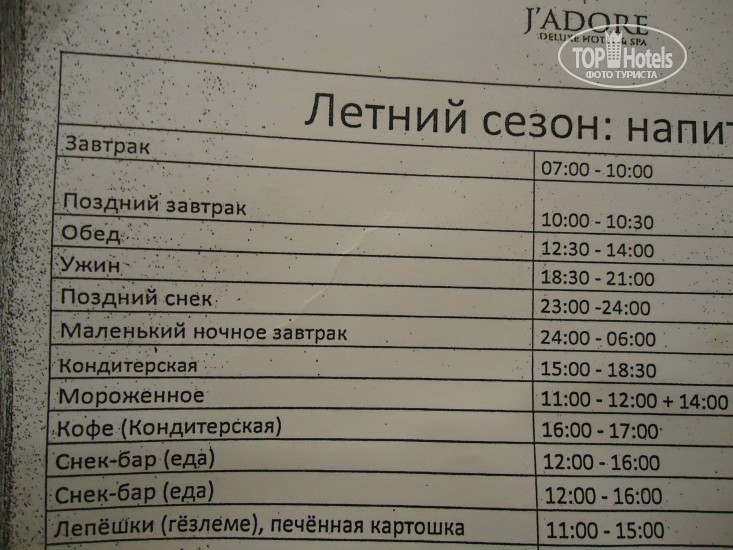 J'ADORE
DELUXE HOTEL & SPA
TOP Hotels
ФОТО ТУРИСТА
Летний сезон: напит
Завтрак 07:00 - 10:00
Поздний завтрак 10:00 - 10:30
Обед 12:30 - 14:00
Ужин 18:30 - 21:00
Поздний снек 23:00 -24:00
Маленький ночное завтрак 24:00 - 06:00
Кондитерская 15:00 - 18:30
Мороженное 11:00 - 12:00 + 14:00
Кофе (Кондитерская) 16:00 - 17:00
Снек-бар (еда) 12:00 - 16:00
Снек-бар (еда) 12:00 - 16:00
Лепёшки (гёзлеме), печённая картошка 11:00 - 15:00